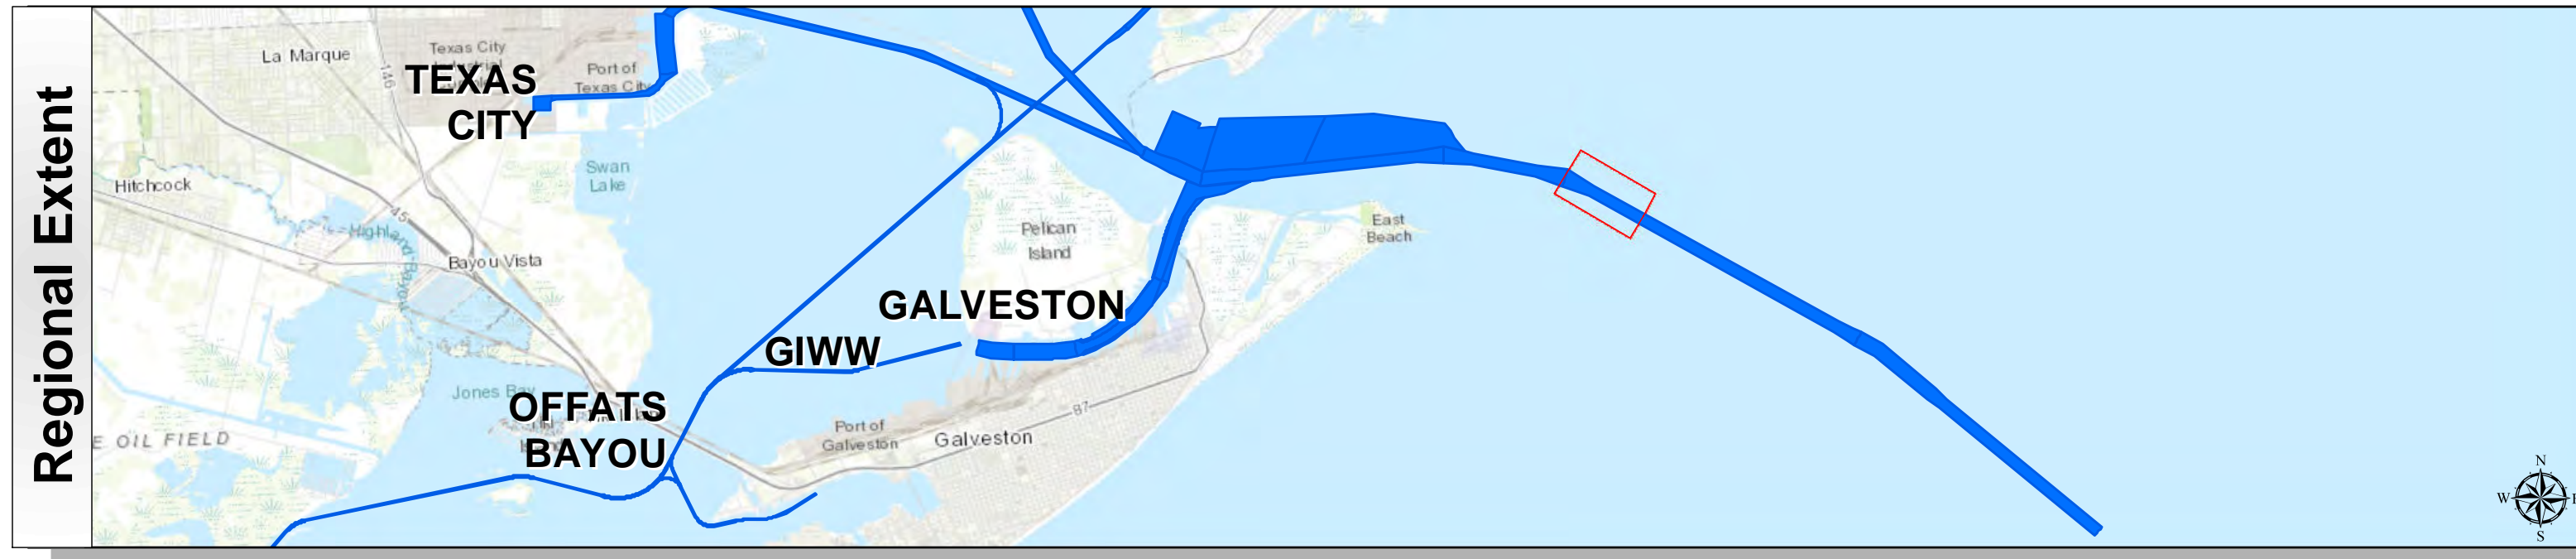 Regional Extent
La Marque
Texas City
Industrial
146
Port of
Texas City
TEXAS
CITY
Swan
Lake
Hitchcock
45
Highland Bayou
Bayou Vista
Pelican
Island
East
Beach
GALVESTON
GIWW
Jones Bay
OFFATS
BAYOU
87
Port of
Galveston
Galveston
E OIL FIELD
N
W
E
S